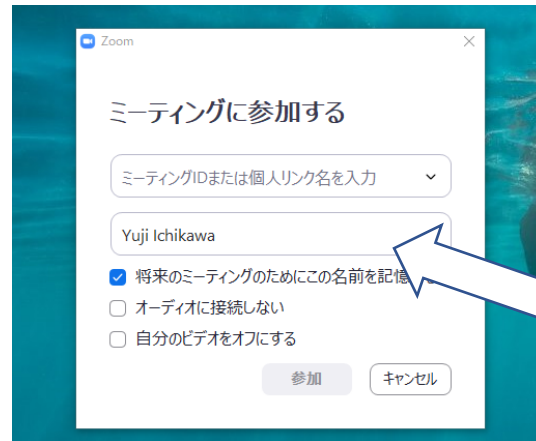 Zoom
ミーティングに参加する
ミーティングIDまたは個人リンク名を入力
Yuji Ichikawa
将来のミーティングのためにこの名前を記憶
オーディオに接続しない
自分のビデオをオフにする
参加 キャンセル